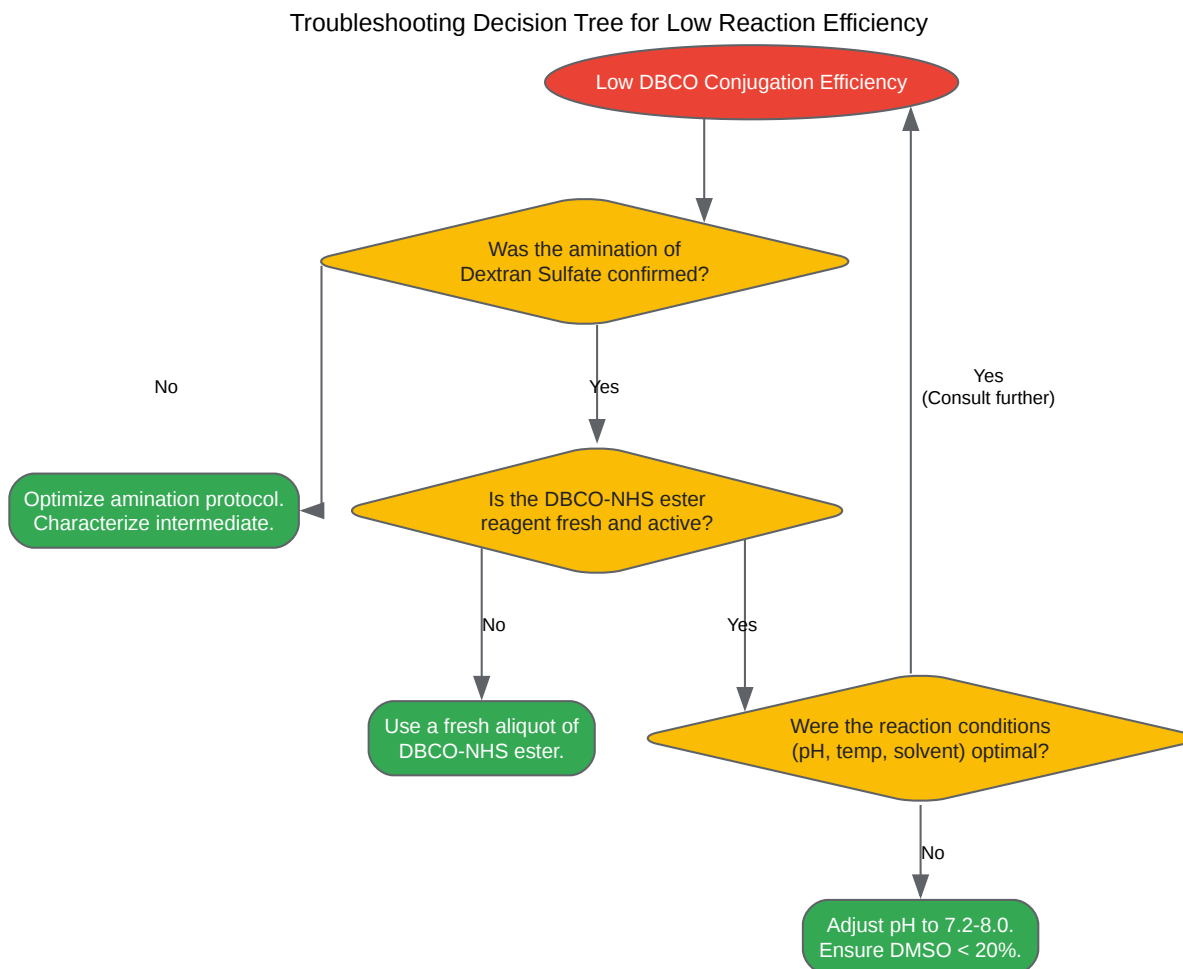 Troubleshooting Decision Tree for Low Reaction Efficiency
Low DBCO Conjugation Efficiency
Was the amination of
Dextran Sulfate confirmed?
No
Yes
Yes
(Consult further)
Optimize amination protocol.
Characterize intermediate.
Is the DBCO-NHS ester
reagent fresh and active?
No
Yes
Use a fresh aliquot of
DBCO-NHS ester.
Were the reaction conditions
(pH, temp, solvent) optimal?
No
Adjust pH to 7.2-8.0.
Ensure DMSO < 20%.